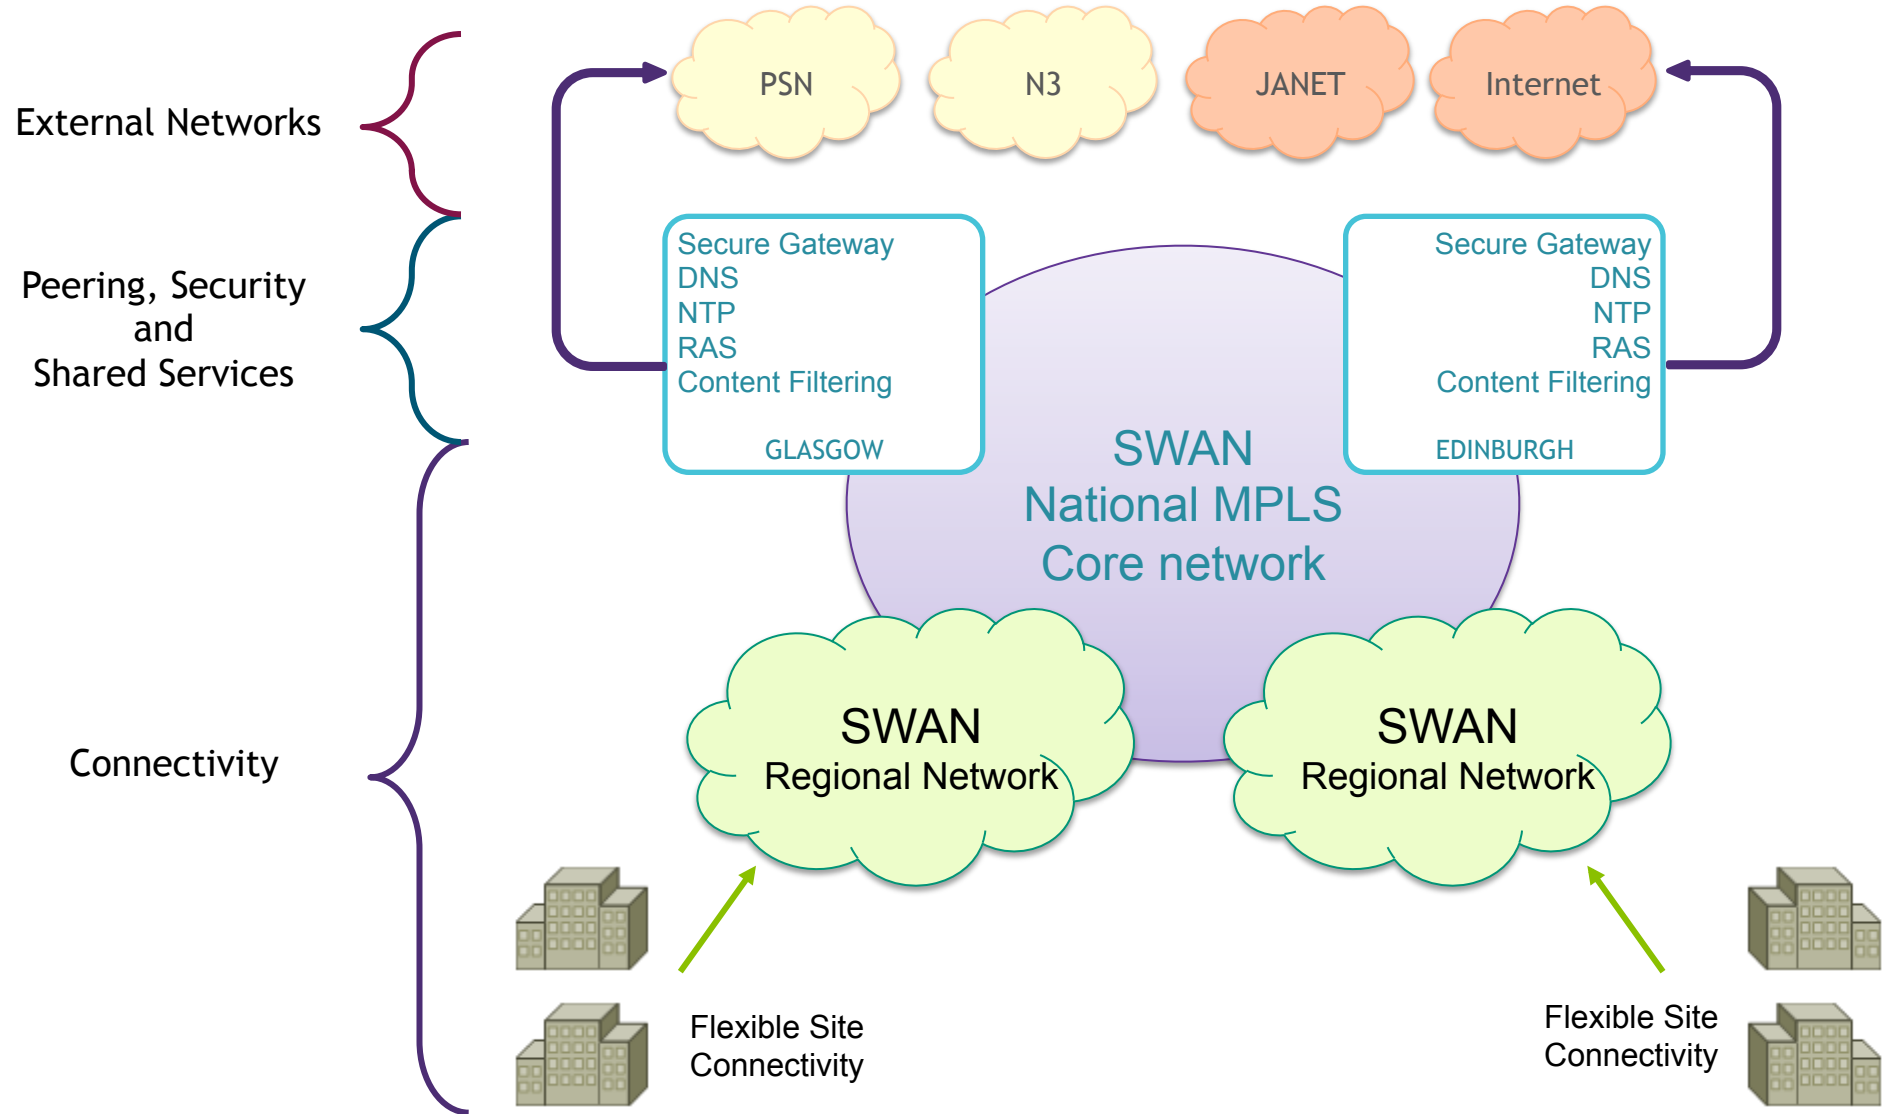 External Networks
PSN
N3
JANET
Internet
Peering, Security
and
Shared Services
Secure Gateway
DNS
NTP
RAS
Content Filtering
GLASGOW
Secure Gateway
DNS
NTP
RAS
Content Filtering
EDINBURGH
SWAN
National MPLS
Core network
Connectivity
SWAN
Regional Network
SWAN
Regional Network
Flexible Site
Connectivity
Flexible Site
Connectivity